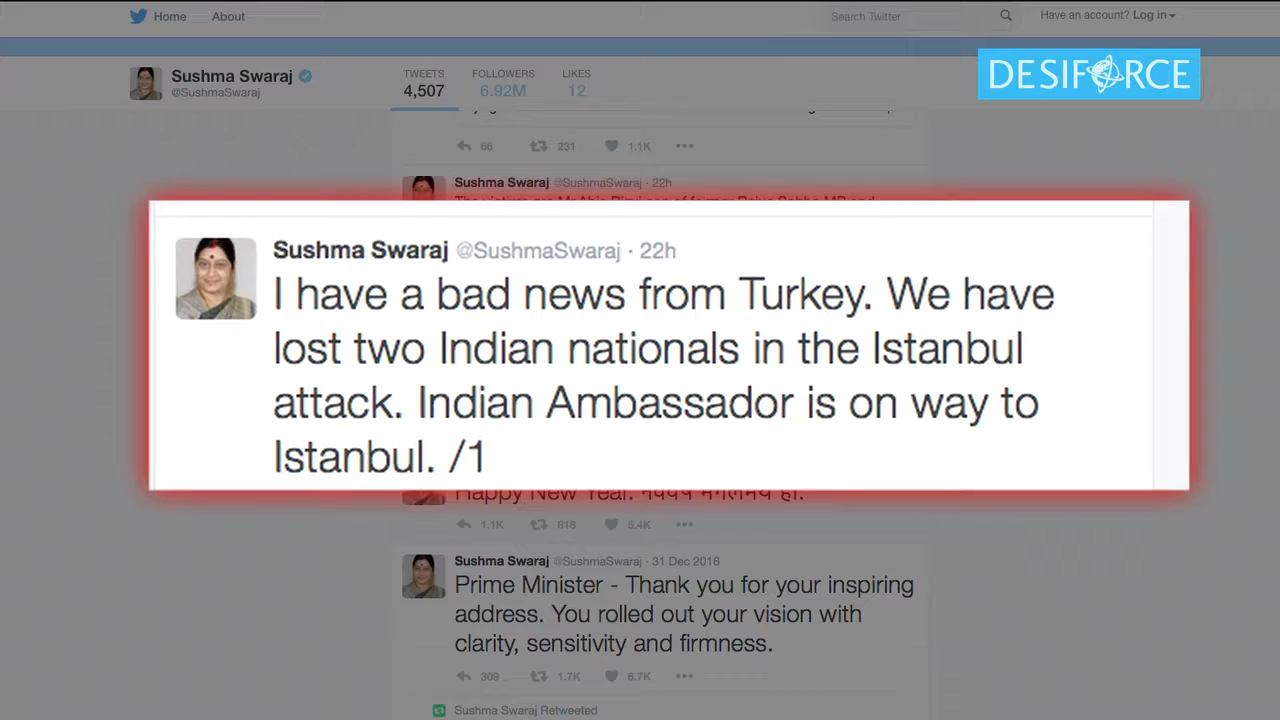 Home About Search Twitter Have an account? Log in
Sushma Swaraj
@SushmaSwaraj
TWEETS FOLLOWERS LIKES
4,507 6.92M 12
DESIFORCE
66 231 1.1K
Sushma Swaraj @SushmaSwaraj · 22h
Sushma Swaraj @SushmaSwaraj · 22h
I have a bad news from Turkey. We have
lost two Indian nationals in the Istanbul
attack. Indian Ambassador is on way to
Istanbul. /1
Happy New Year.
1.1K 818 5.4K
Sushma Swaraj @SushmaSwaraj · 31 Dec 2016
Prime Minister - Thank you for your inspiring
address. You rolled out your vision with
clarity, sensitivity and firmness.
309 1.7K 6.7K
Sushma Swaraj Retweeted